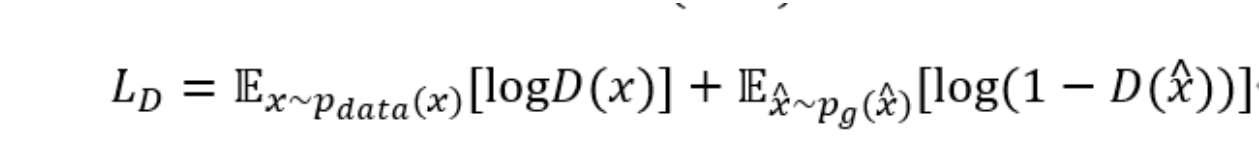 L_D = 𝔼_{x~p_{data}(x)}[logD(x)] + 𝔼_{x̂~p_g(x̂)}[log(1 − D(x̂))]